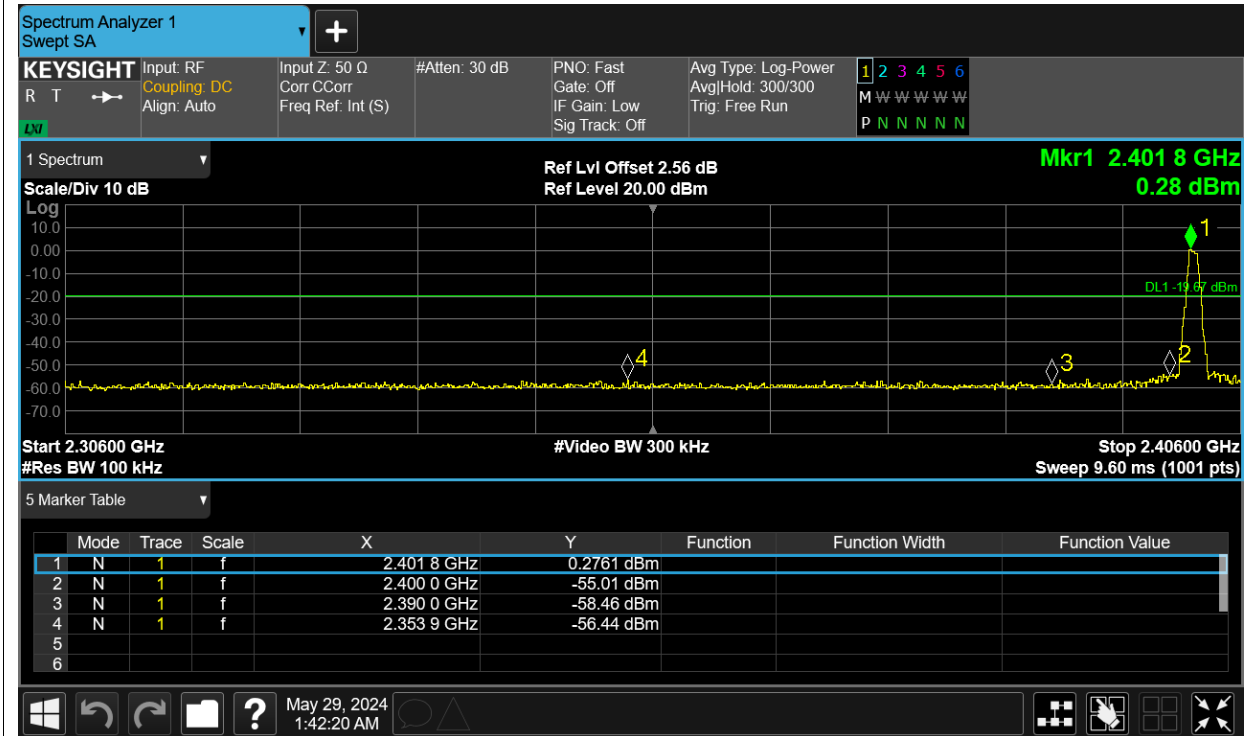 Spectrum Analyzer 1
Swept SA
+
KEYSIGHT
R T
LXI
Input: RF
Coupling: DC
Align: Auto
Input Z: 50 Ω
Corr CCorr
Freq Ref: Int (S)
#Atten: 30 dB
PNO: Fast
Gate: Off
IF Gain: Low
Sig Track: Off
Avg Type: Log-Power
Avg|Hold: 300/300
Trig: Free Run
1 2 3 4 5 6
M W W W W W
P N N N N N
1 Spectrum
Scale/Div 10 dB
Ref Lvl Offset 2.56 dB
Ref Level 20.00 dBm
Mkr1 2.401 8 GHz
0.28 dBm
Log
10.0
0.00
-10.0
-20.0
-30.0
-40.0
-50.0
-60.0
-70.0
1
DL1 -19.67 dBm
4
3
2
Start 2.30600 GHz
#Res BW 100 kHz
#Video BW 300 kHz
Stop 2.40600 GHz
Sweep 9.60 ms (1001 pts)
5 Marker Table
Mode Trace Scale X Y Function Function Width Function Value
1 N 1 f 2.401 8 GHz 0.2761 dBm
2 N 1 f 2.400 0 GHz -55.01 dBm
3 N 1 f 2.390 0 GHz -58.46 dBm
4 N 1 f 2.353 9 GHz -56.44 dBm
5
6
?
May 29, 2024
1:42:20 AM